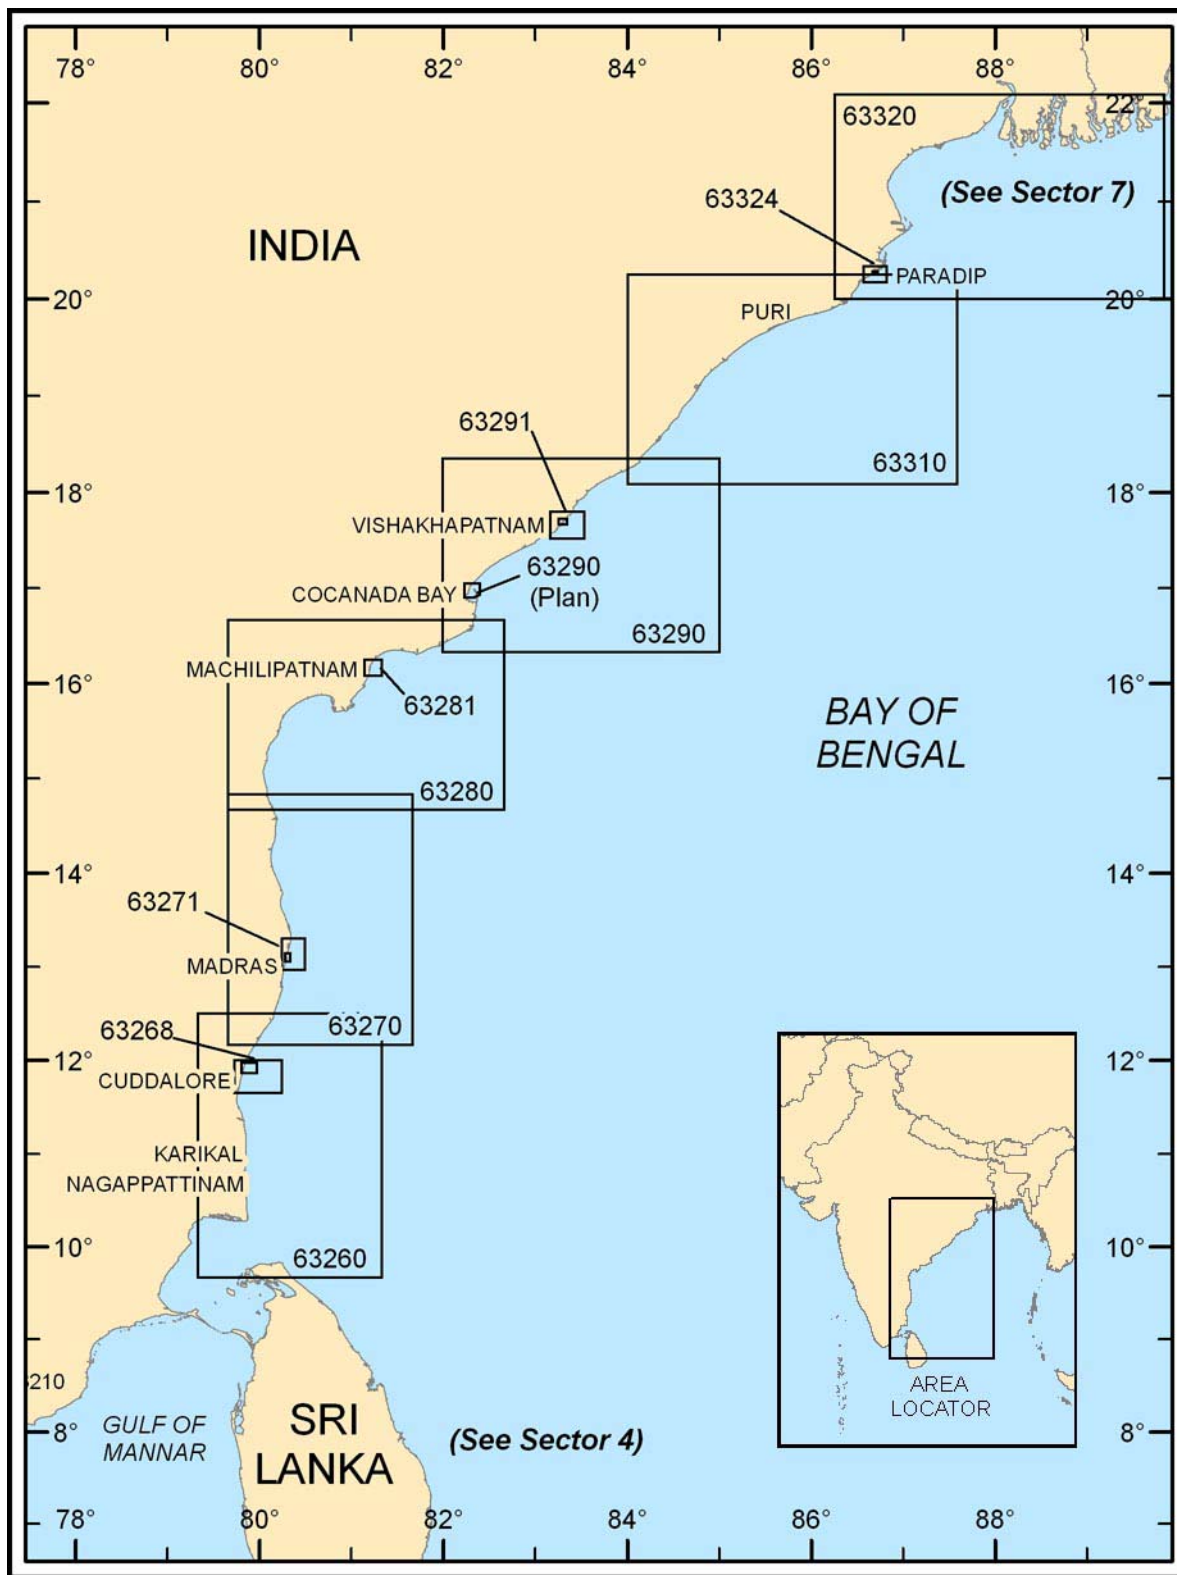 78°
80°
82°
84°
86°
88°
22°
63320
63324
(See Sector 7)
INDIA
PARADIP
20°
20°
PURI
63291
63310
18°
18°
VISHAKHAPATNAM
63290
(Plan)
COCANADA BAY
63290
MACHILIPATNAM
16°
16°
63281
BAY OF
BENGAL
63280
14°
14°
63271
MADRAS
63270
63268
12°
12°
CUDDALORE
KARIKAL
NAGAPPATTINAM
10°
10°
63260
AREA
LOCATOR
GULF OF
MANNAR
SRI
LANKA
(See Sector 4)
8°
8°
78°
80°
82°
84°
86°
88°